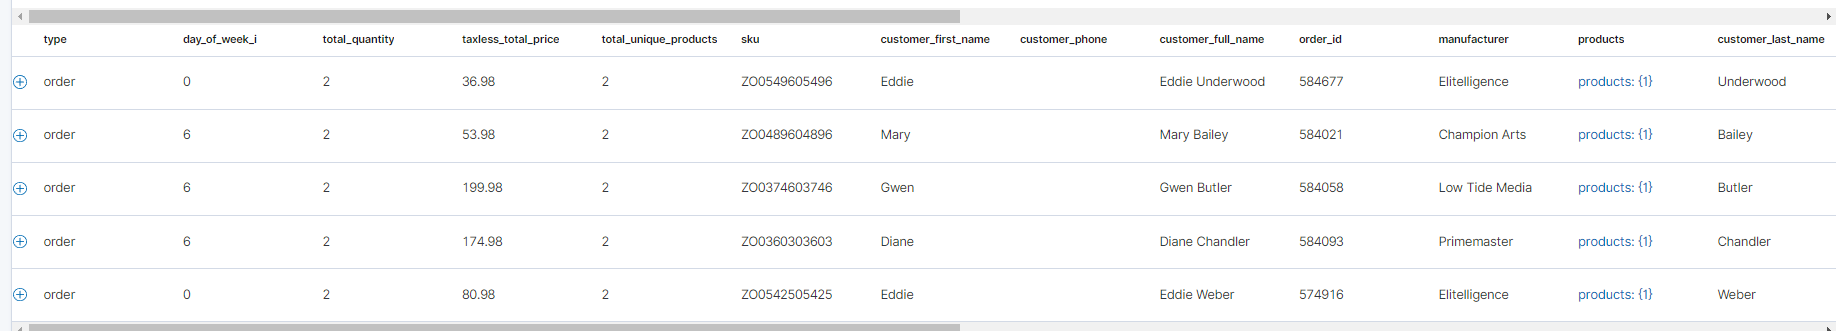 type day_of_week_i total_quantity taxless_total_price total_unique_products sku customer_first_name customer_phone customer_full_name order_id manufacturer products customer_last_name
order 0 2 36.98 2 ZO0549605496 Eddie Eddie Underwood 584677 Elitelligence products: {1} Underwood
order 6 2 53.98 2 ZO0489604896 Mary Mary Bailey 584021 Champion Arts products: {1} Bailey
order 6 2 199.98 2 ZO0374603746 Gwen Gwen Butler 584058 Low Tide Media products: {1} Butler
order 6 2 174.98 2 ZO0360303603 Diane Diane Chandler 584093 Primemaster products: {1} Chandler
order 0 2 80.98 2 ZO0542505425 Eddie Eddie Weber 574916 Elitelligence products: {1} Weber